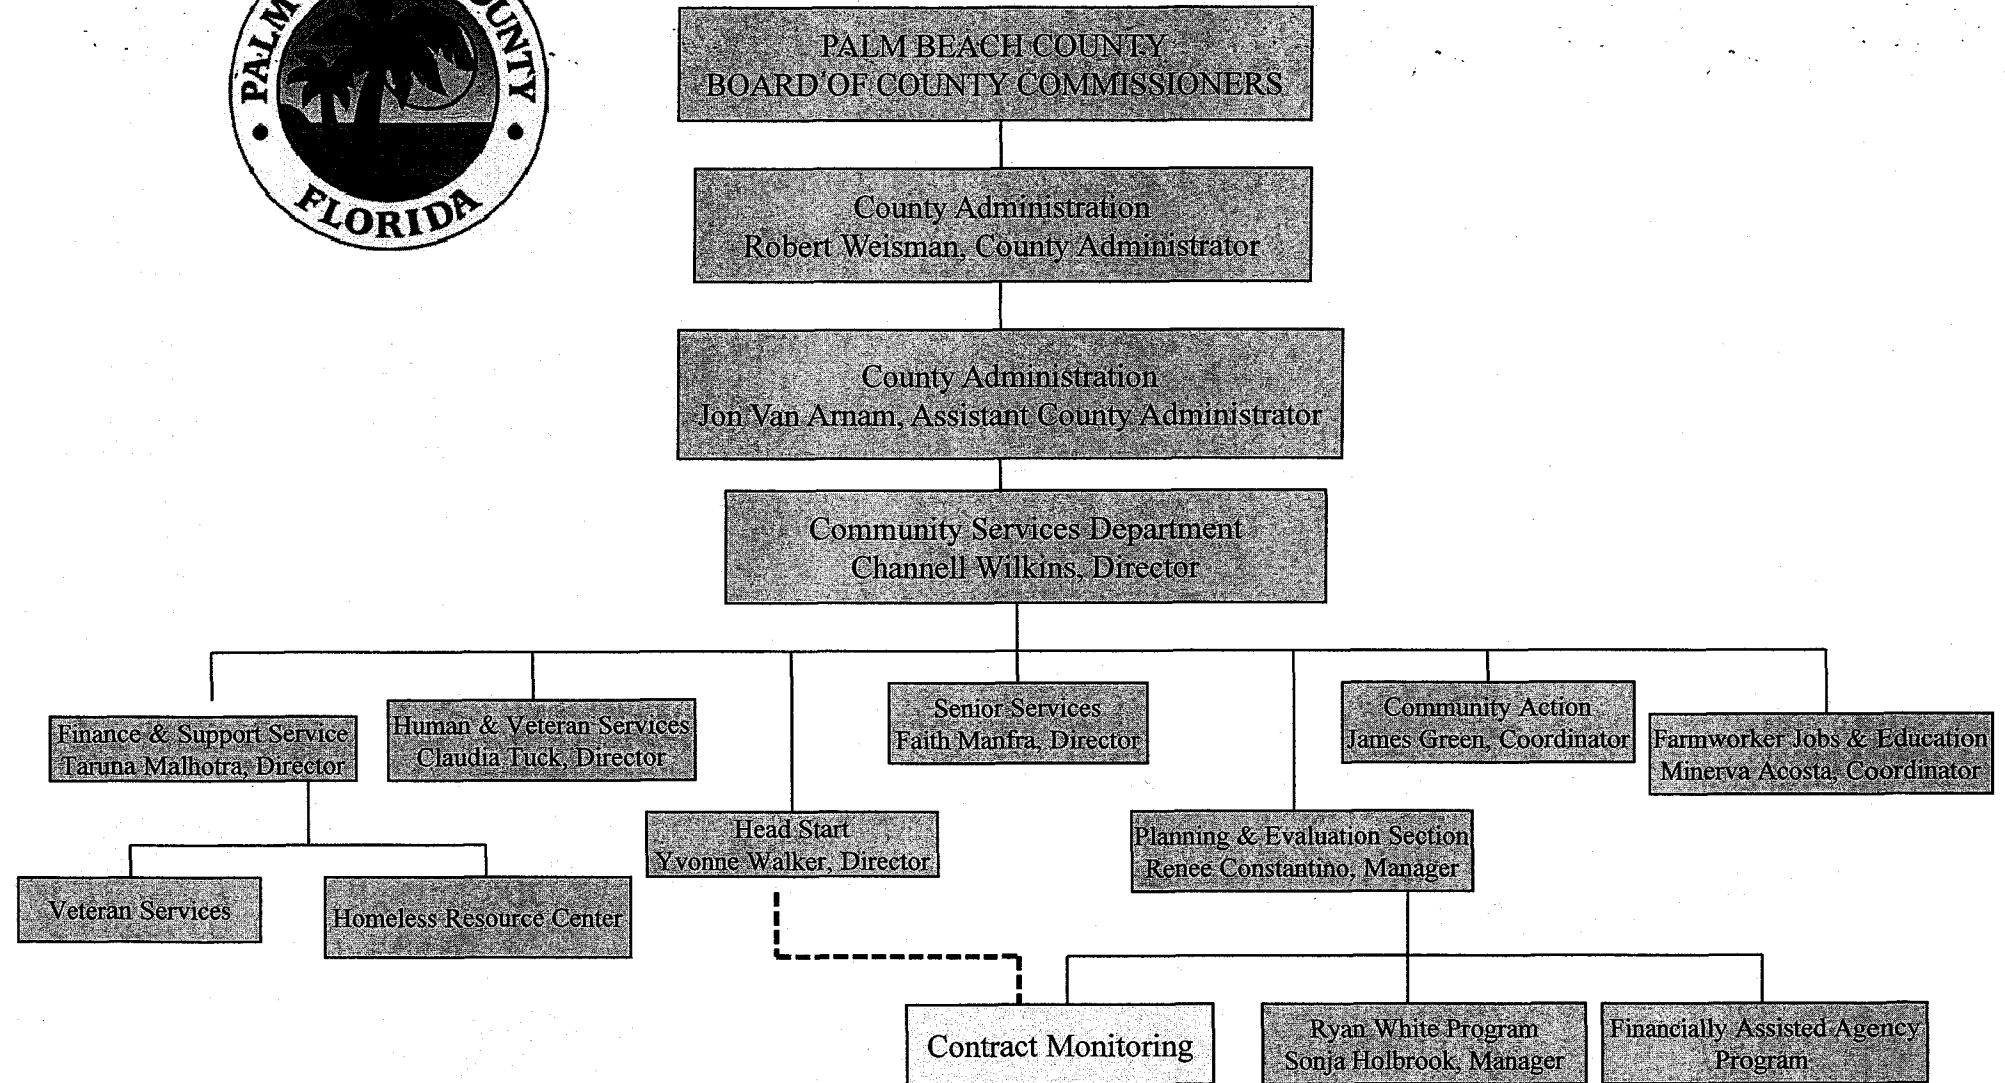 PALM
OUNTY
FLORIDA
PALM BEACH COUNTY
BOARD OF COUNTY COMMISSIONERS
County Administration
Robert Weisman, County Administrator
County Administration
Jon Van Arnam, Assistant County Administrator
Community Services Department
Channell Wilkins, Director
Finance & Support Service
Taruna Malhotra, Director
Human & Veteran Services
Claudia Tuck, Director
Senior Services
Faith Manfra, Director
Community Action
James Green, Coordinator
Farmworker Jobs & Education
Minerva Acosta, Coordinator
Head Start
Yvonne Walker, Director
Planning & Evaluation Section
Renee Constantino, Manager
Veteran Services
Homeless Resource Center
Contract Monitoring
Ryan White Program
Sonja Holbrook, Manager
Financially Assisted Agency
Program